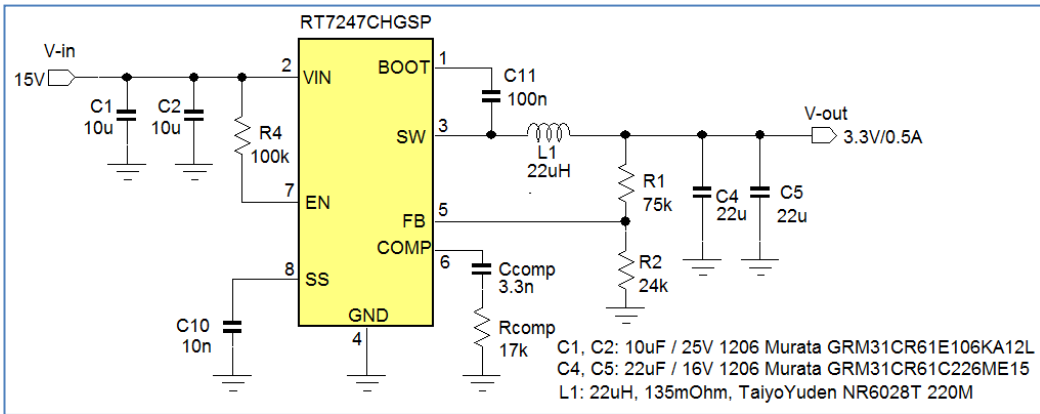 RT7247CHGSP
V-in
15V
C1
10u
C2
10u
R4
100k
2
VIN
7
EN
8
SS
C10
10n
GND
4
BOOT
1
C11
100n
SW
3
L1
22uH
V-out
3.3V/0.5A
R1
75k
C4
22u
C5
22u
FB
5
COMP
6
Ccomp
3.3n
Rcomp
17k
R2
24k
C1, C2: 10uF / 25V 1206 Murata GRM31CR61E106KA12L
C4, C5: 22uF / 16V 1206 Murata GRM31CR61C226ME15
L1: 22uH, 135mOhm, TaiyoYuden NR6028T 220M